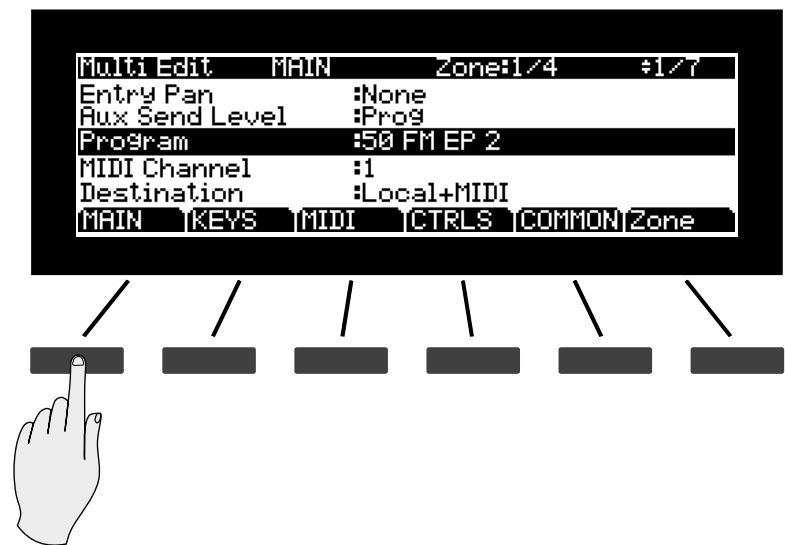 Multi Edit MAIN Zone:1/4 ÷1/7
Entry Pan :None
Aux Send Level :Prog
Program :50 FM EP 2
MIDI Channel :1
Destination :Local+MIDI
MAIN KEYS MIDI CTRLS COMMON Zone